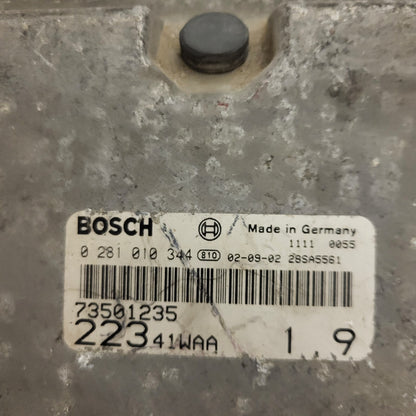 BOSCH Made in Germany
1111 0055
0 281 010 344 810 02-09-02 28SA5561
73501235
223 41WAA 1 9